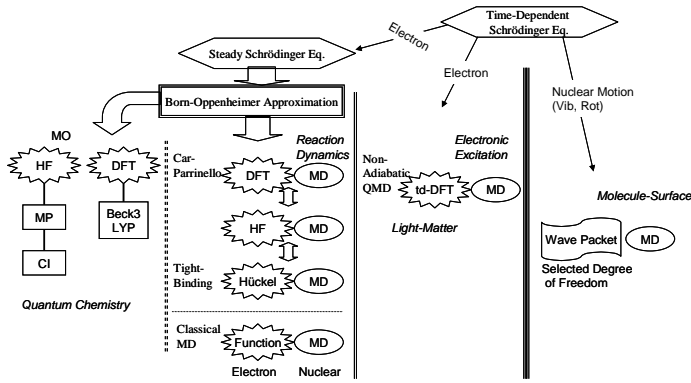 Time-Dependent
Schrödinger Eq.
Electron
Steady Schrödinger Eq.
Electron
Born-Oppenheimer Approximation
Nuclear Motion
(Vib, Rot)
MO
HF
DFT
MP
Beck3
LYP
CI
Quantum Chemistry
Reaction
Dynamics
Car-
Parrinello
DFT
MD
HF
MD
Tight-
Binding
Hückel
MD
Classical
MD
Function
MD
Electron
Nuclear
Electronic
Excitation
Non-
Adiabatic
QMD
td-DFT
MD
Light-Matter
Molecule-Surface
Wave Packet
MD
Selected Degree
of Freedom